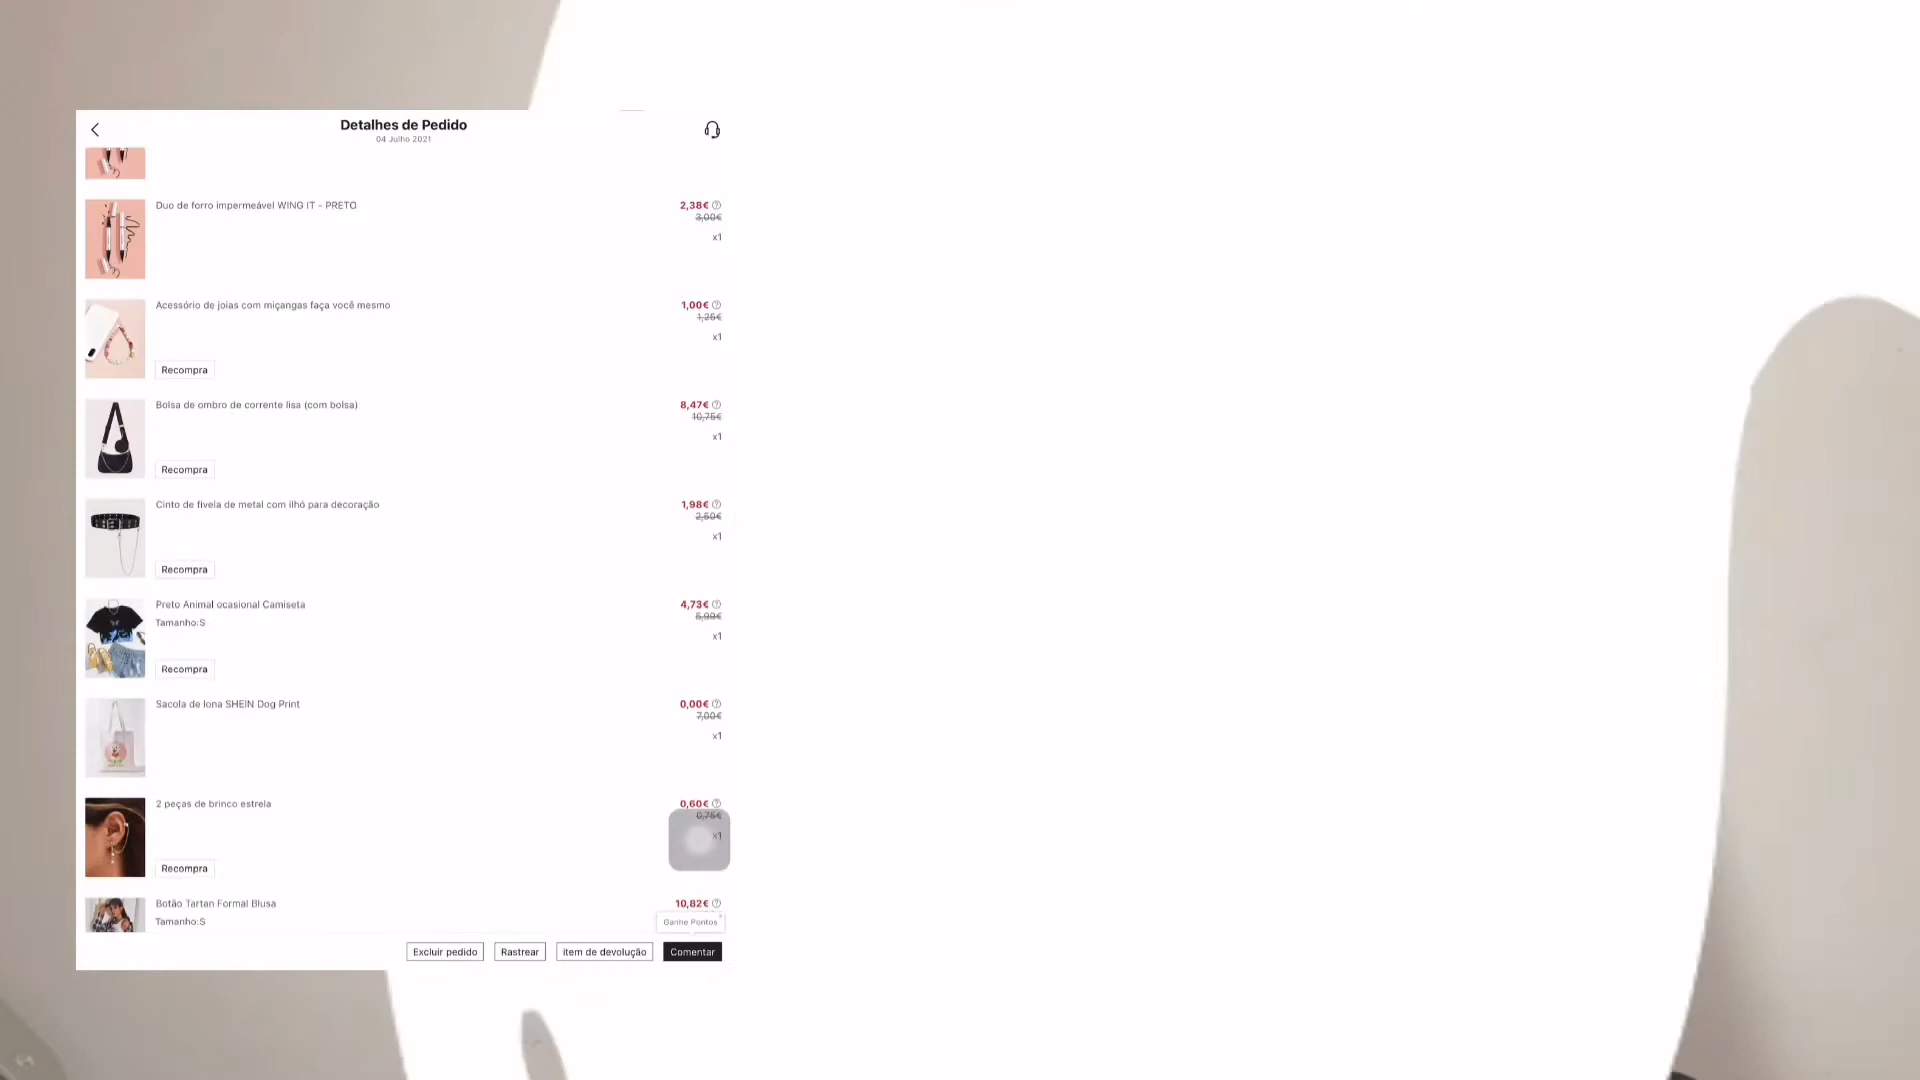 Detalhes de Pedido
04 Julho 2021
Duo de forro impermeável WING IT - PRETO
2,38€
3,00€
x1
Acessório de joias com miçangas faça você mesmo
1,00€
1,25€
x1
Recompra
Bolsa de ombro de corrente lisa (com bolsa)
8,47€
10,75€
x1
Recompra
Cinto de fivela de metal com ilhó para decoração
1,98€
2,50€
x1
Recompra
Preto Animal ocasional Camiseta
4,73€
5,99€
Tamanho:S
x1
Recompra
Sacola de lona SHEIN Dog Print
0,00€
7,00€
x1
2 peças de brinco estrela
0,60€
0,75€
x1
Recompra
Botão Tartan Formal Blusa
10,82€
Tamanho:S
Ganhe Pontos
Excluir pedido
Rastrear
item de devolução
Comentar